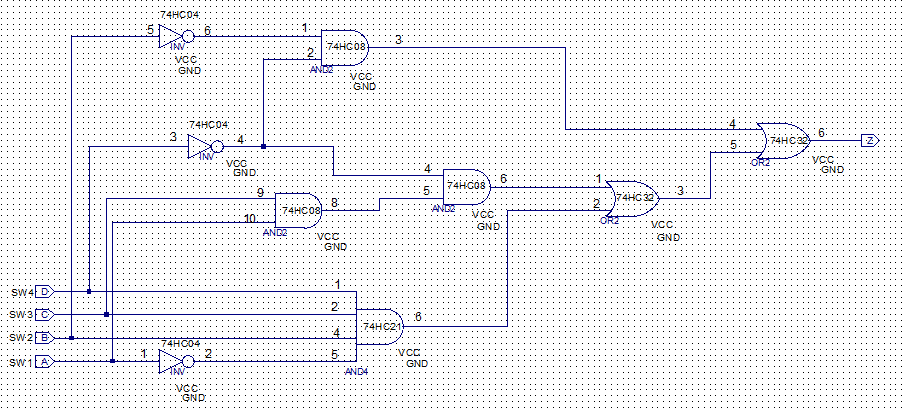 74HC04
5 6
INV
VCC
GND
1
2
74HC08
3
AND2
VCC
GND
74HC04
3 4
INV
VCC
GND
4
5
74HC32
6
Z
OR2
VCC
GND
4
5
74HC08
6
AND2
VCC
GND
9
10
74HC08
8
AND2
VCC
GND
1
2
74HC32
3
OR2
VCC
GND
SW4 D
SW3 C
SW2 B
SW1 A
1
2
4
5
74HC21
6
AND4
VCC
GND
74HC04
1 2
INV
VCC
GND